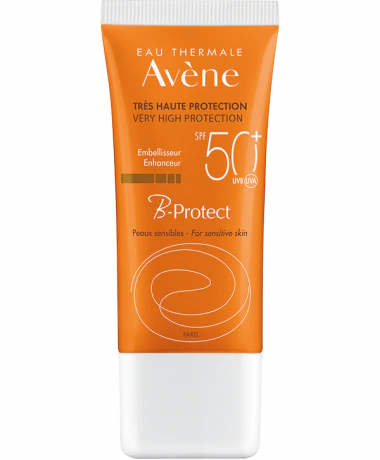 EAU THERMALE
Avène
TRÈS HAUTE PROTECTION
VERY HIGH PROTECTION
SPF 50+
Embellisseur
Enhanceur
UVB UVA
B-Protect
Peaux sensibles - For sensitive skin
PARIS